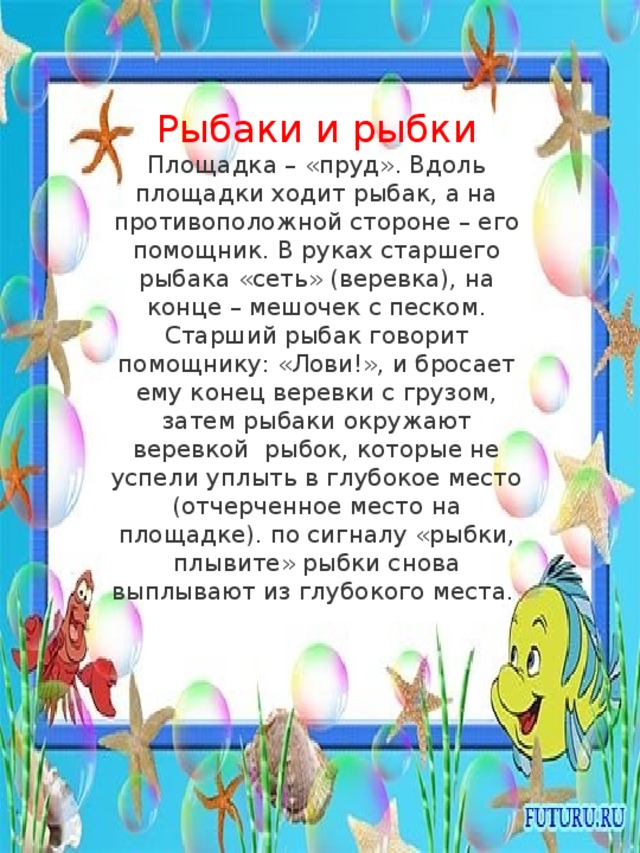 Рыбаки и рыбки
Площадка – «пруд». Вдоль
площадки ходит рыбак, а на
противоположной стороне – его
помощник. В руках старшего
рыбака «сеть» (веревка), на
конце – мешочек с песком.
Старший рыбак говорит
помощнику: «Лови!», и бросает
ему конец веревки с грузом,
затем рыбаки окружают
веревкой  рыбок, которые не
успели уплыть в глубокое место
(отчерченное место на
площадке). по сигналу «рыбки,
плывите» рыбки снова
выплывают из глубокого места.
FUTURU.RU